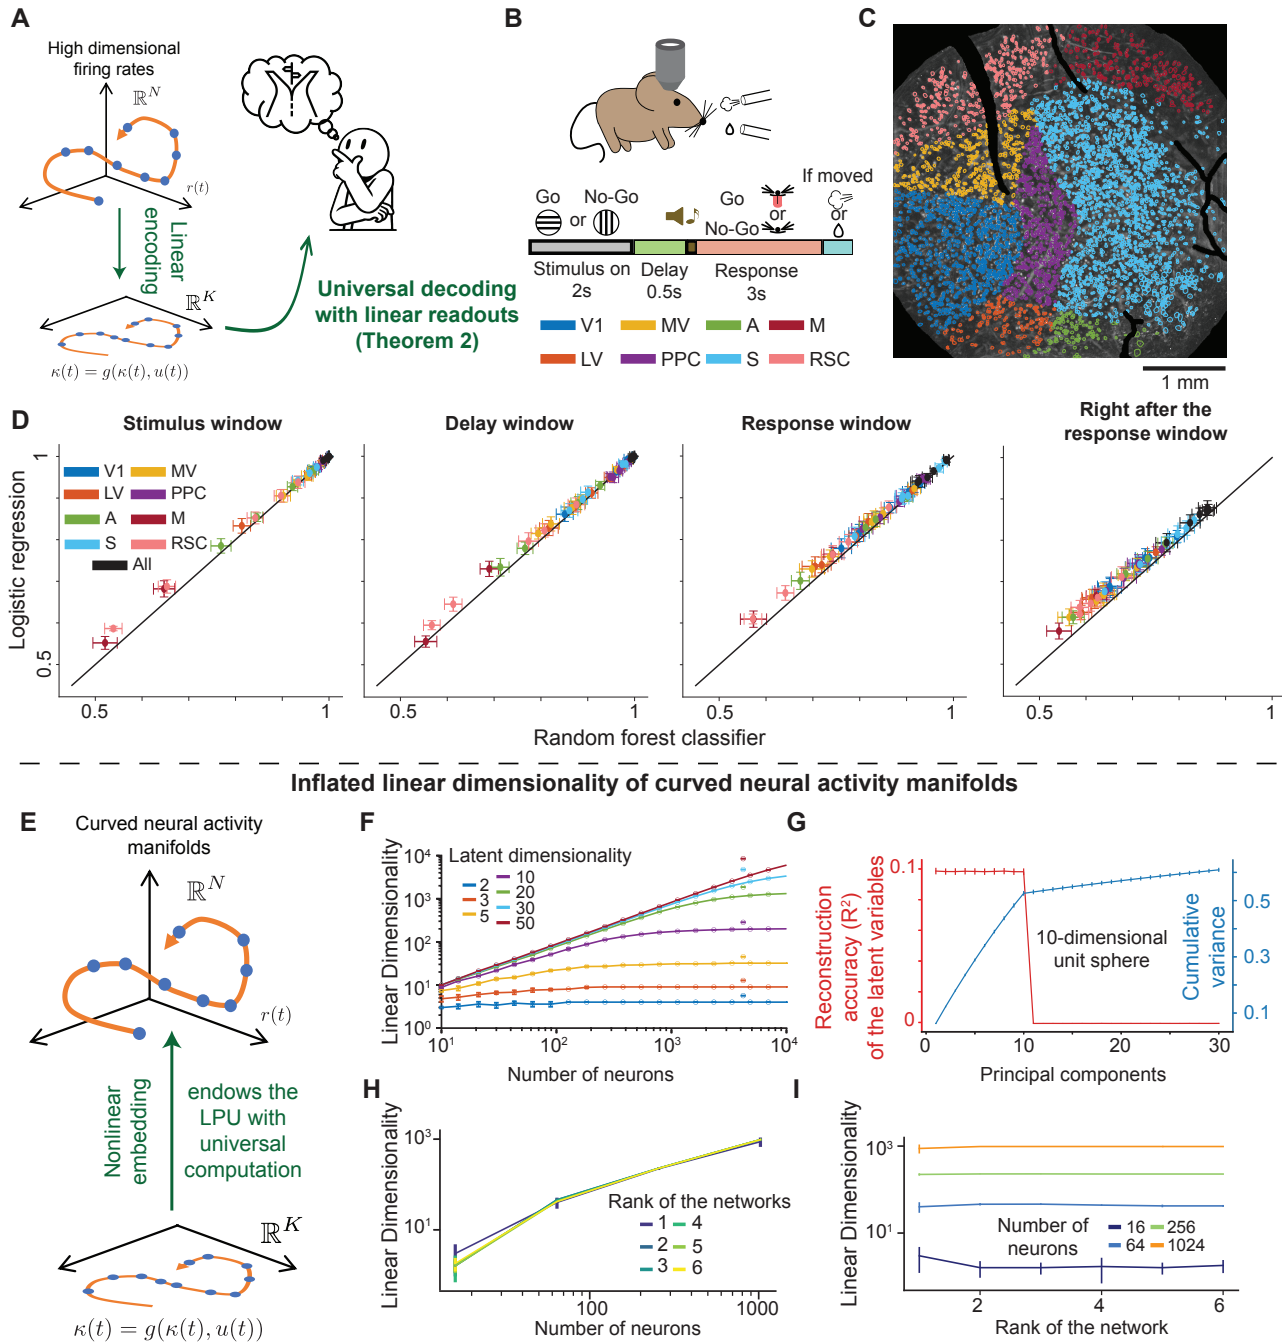 A
High dimensional
firing rates
ℝ^N
r(t)
Linear
encoding
ℝ^K
κ(t) = g(κ(t), u(t))
Universal decoding
with linear readouts
(Theorem 2)
B
Go
or
No-Go
Go
or
No-Go
If moved
or
Stimulus on
2s
Delay
0.5s
Response
3s
V1
MV
A
M
LV
PPC
S
RSC
C
1 mm
D
Stimulus window
Delay window
Response window
Right after the
response window
Logistic regression
1
0.5
V1
MV
LV
PPC
A
M
S
RSC
All
0.5
1
0.5
1
0.5
1
0.5
1
Random forest classifier
Inflated linear dimensionality of curved neural activity manifolds
E
Curved neural activity
manifolds
ℝ^N
r(t)
Nonlinear
embedding
endows the
LPU with
universal
computation
ℝ^K
κ(t) = g(κ(t), u(t))
F
Linear Dimensionality
10^4
10^3
10^2
10^1
10^0
Latent dimensionality
2
3
5
10
20
30
50
10^1
10^2
10^3
10^4
Number of neurons
G
Reconstruction
accuracy (R²)
of the latent variables
0.1
0
10-dimensional
unit sphere
0.5
0.3
0.1
Cumulative
variance
0
10
20
30
Principal components
H
Linear Dimensionality
10^3
10^1
Rank of the networks
1
2
3
4
5
6
100
1000
Number of neurons
I
Linear Dimensionality
10^3
10^1
Number of
neurons
16
64
256
1024
2
4
6
Rank of the network